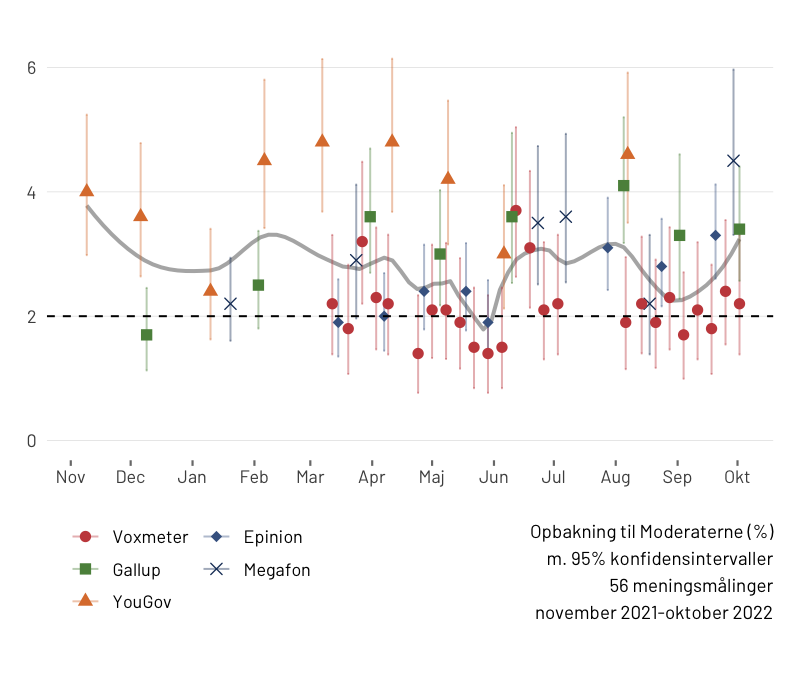 6
4
2
0
Nov Dec Jan Feb Mar Apr Maj Jun Jul Aug Sep Okt
Voxmeter Epinion
Gallup Megafon
YouGov
Opbakning til Moderaterne (%)
m. 95% konfidensintervaller
56 meningsmålinger
november 2021-oktober 2022